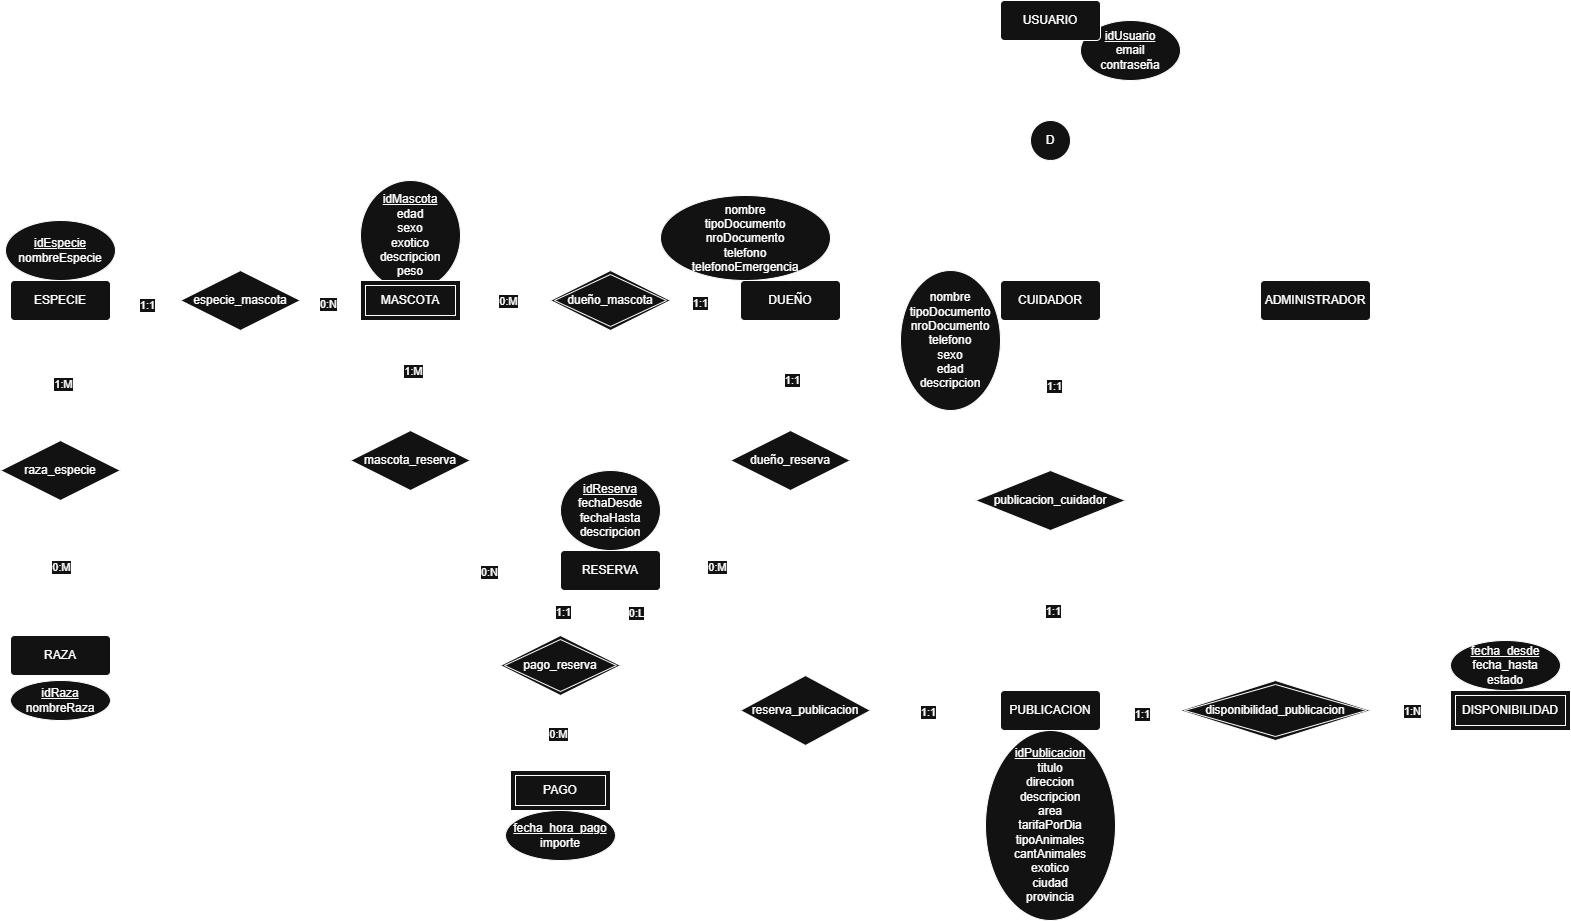 USUARIO
idUsuario
email
contraseña
D
idMascota
edad
sexo
exotico
descripcion
peso
nombre
tipoDocumento
nroDocumento
telefono
telefonoEmergencia
idEspecie
nombreEspecie
ESPECIE
1:1
especie_mascota
0:N
MASCOTA
0:M
dueño_mascota
1:1
DUEÑO
nombre
tipoDocumento
nroDocumento
telefono
sexo
edad
descripcion
CUIDADOR
ADMINISTRADOR
1:M
1:M
1:1
1:1
raza_especie
mascota_reserva
dueño_reserva
publicacion_cuidador
idReserva
fechaDesde
fechaHasta
descripcion
0:M
0:N
RESERVA
0:M
1:1
0:L
1:1
RAZA
idRaza
nombreRaza
pago_reserva
reserva_publicacion
1:1
PUBLICACION
1:1
disponibilidad_publicacion
1:N
fecha_desde
fecha_hasta
estado
DISPONIBILIDAD
0:M
PAGO
fecha_hora_pago
importe
idPublicacion
titulo
direccion
descripcion
area
tarifaPorDia
tipoAnimales
cantAnimales
exotico
ciudad
provincia